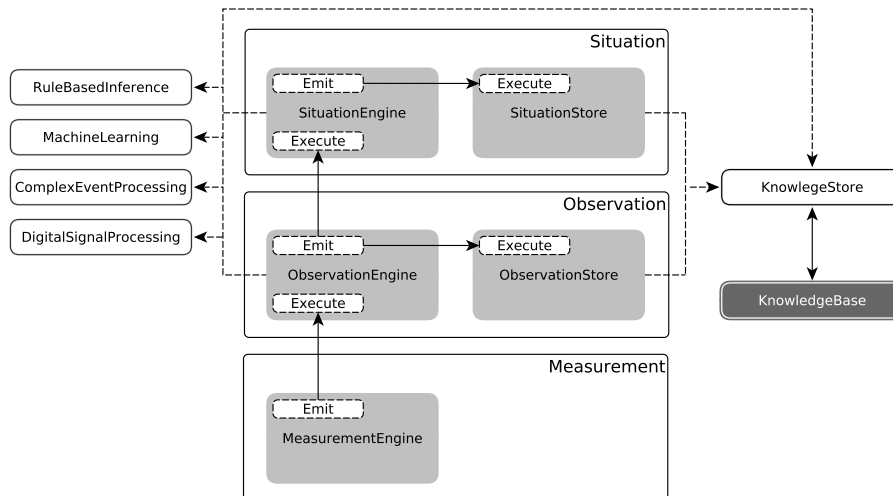 Situation
Emit
Execute
SituationEngine
SituationStore
Execute
RuleBasedInference
MachineLearning
ComplexEventProcessing
DigitalSignalProcessing
KnowlegeStore
Observation
Emit
Execute
ObservationEngine
ObservationStore
Execute
KnowledgeBase
Measurement
Emit
MeasurementEngine